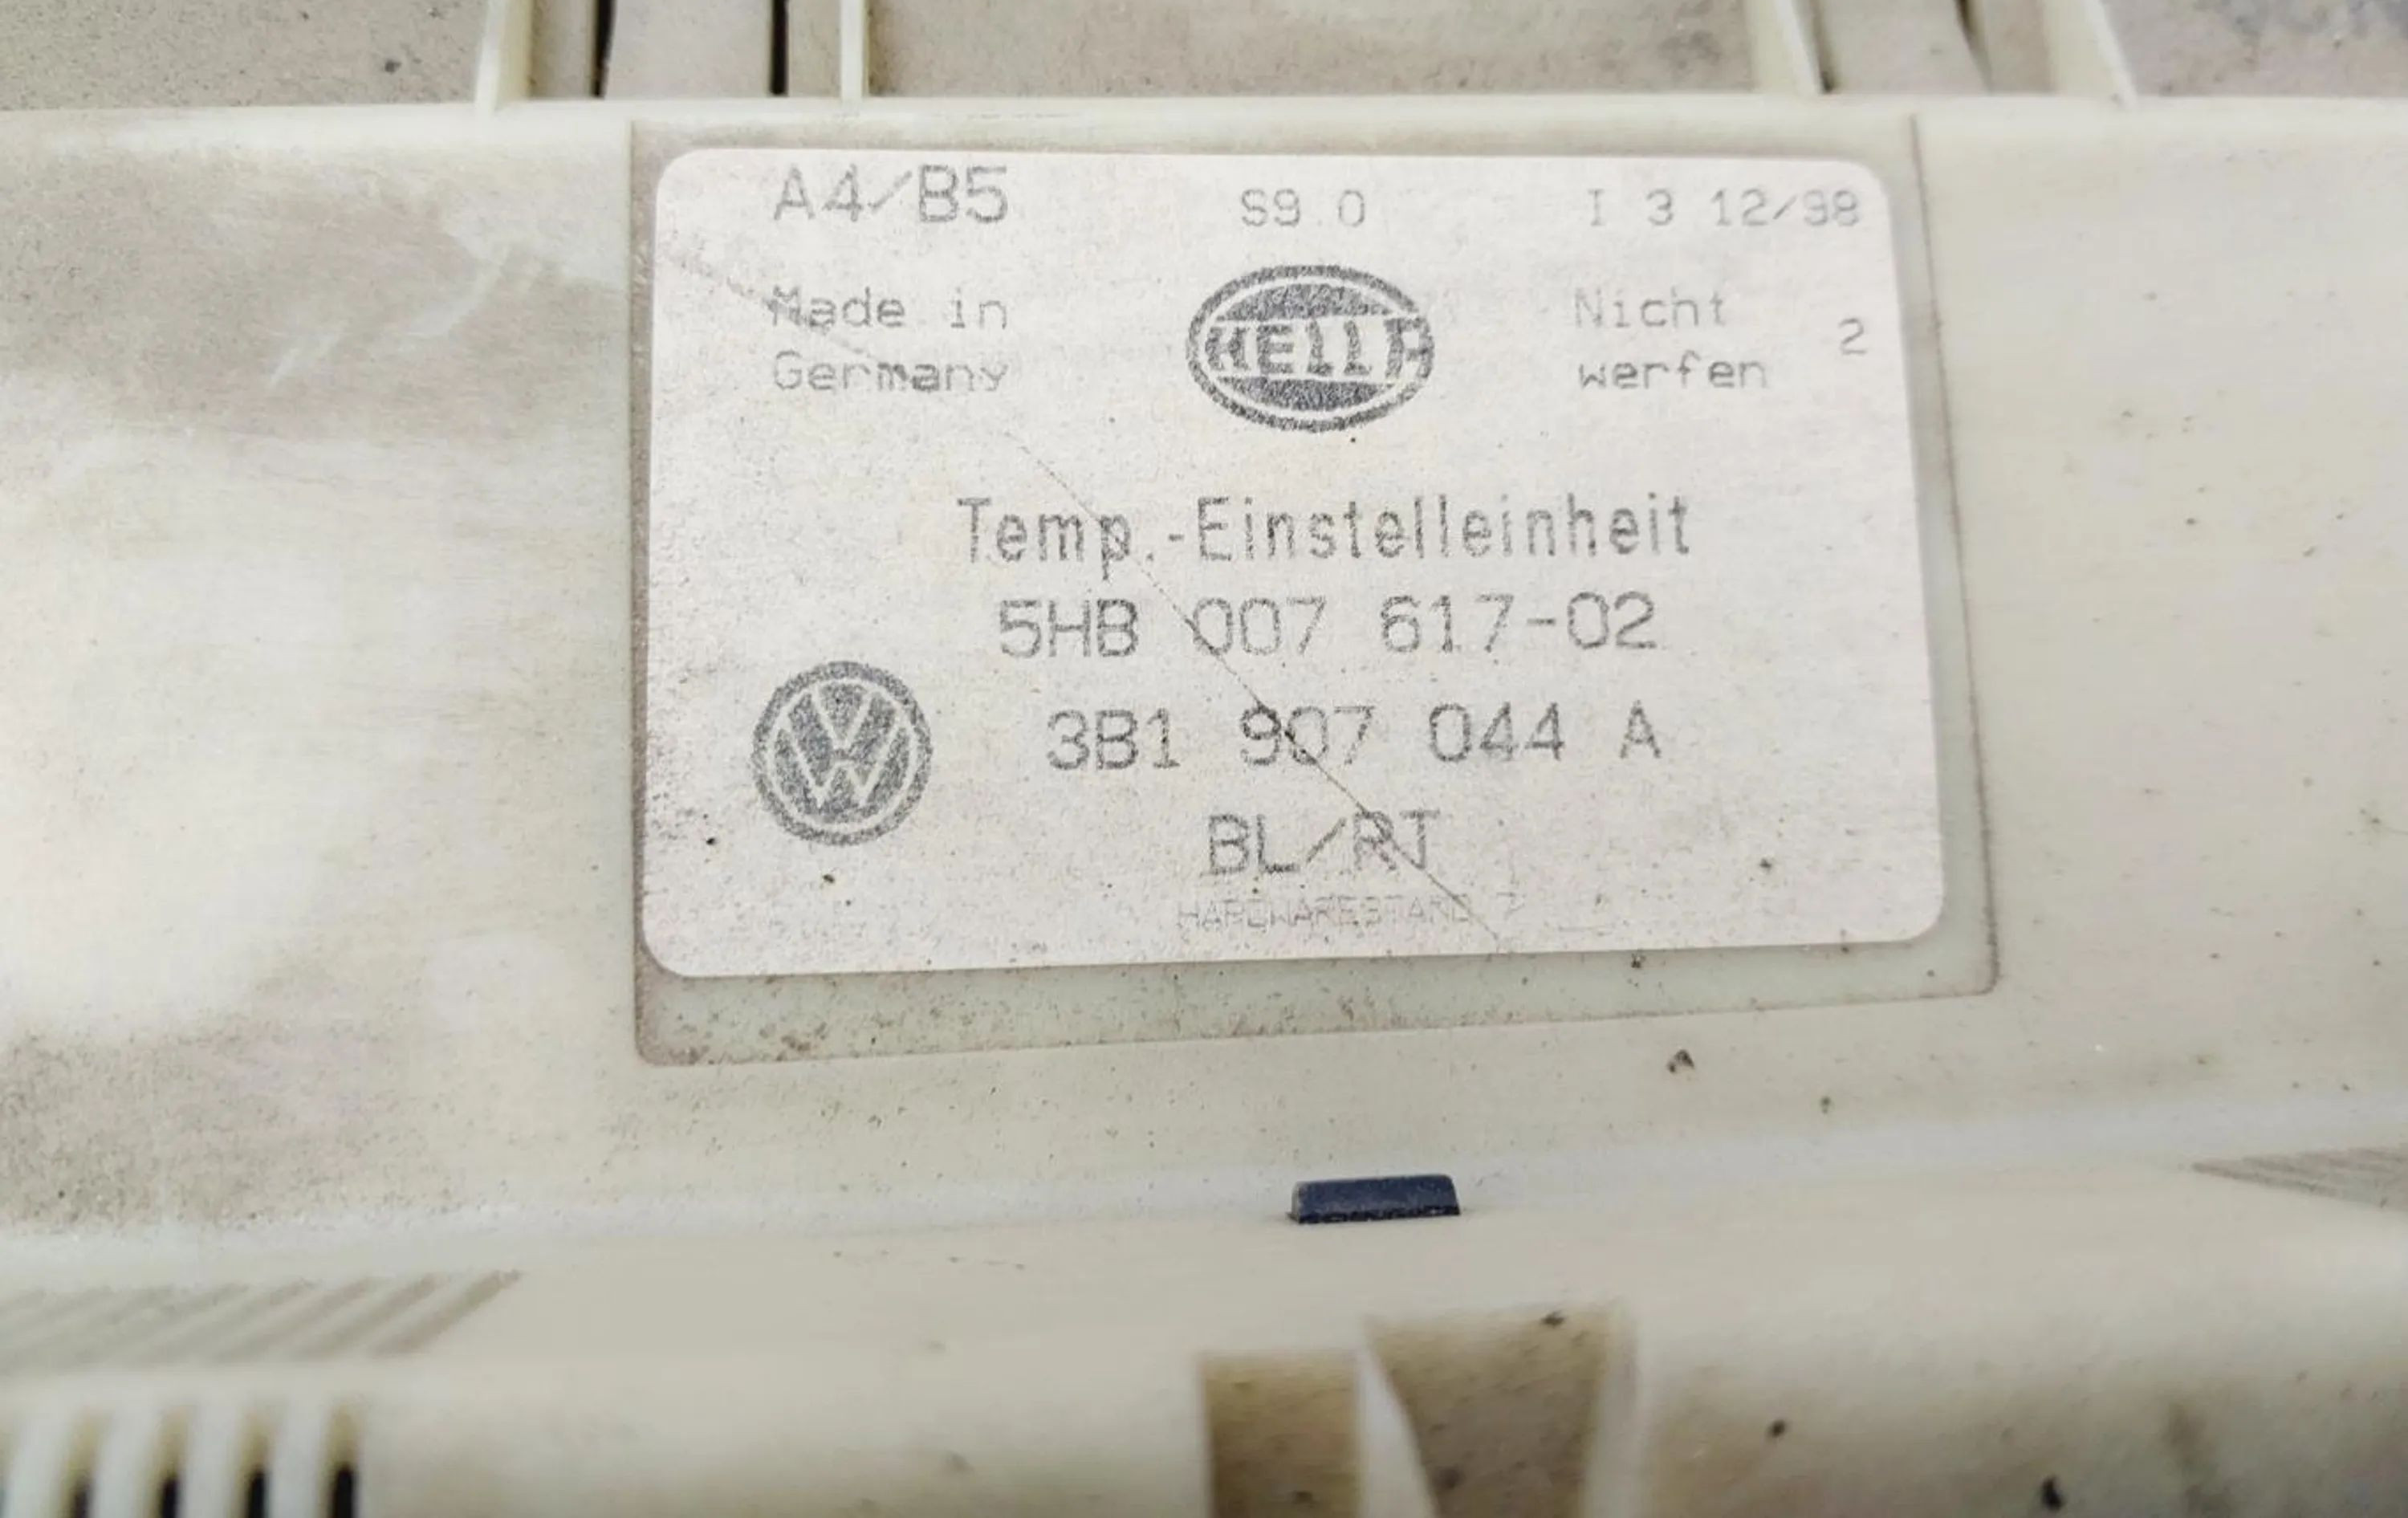 A4/B5 S9.0 I 3 12/98
Made in
Germany
HELLA
Nicht
werfen
2
Temp.-Einstelleinheit
5HB 007 617-02
VW
3B1 907 044 A
BL/RT
HARDWARESTAND 7